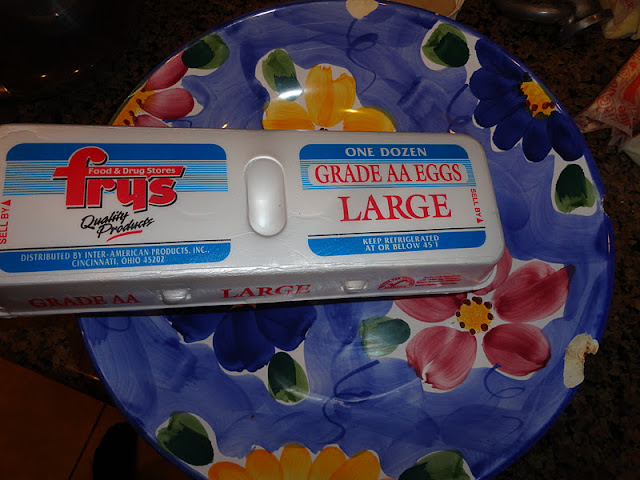 SELL BY
Food & Drug Stores
fry's
Quality
Products
DISTRIBUTED BY INTER-AMERICAN PRODUCTS, INC.,
CINCINNATI, OHIO 45202
ONE DOZEN
GRADE AA EGGS
LARGE
KEEP REFRIGERATED
AT OR BELOW 45°F
SELL BY
GRADE AA
LARGE